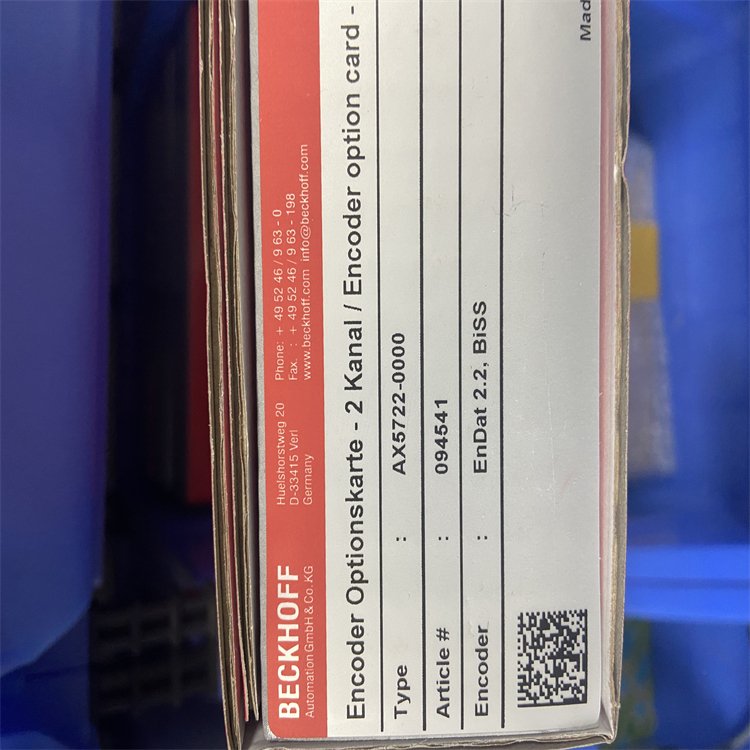 BECKHOFF
Automation GmbH & Co. KG
Huelshorstweg 20
D-33415 Verl
Germany
Phone: + 49 52 46 / 9 63 - 0
Fax. : + 49 52 46 / 9 63 - 198
www.beckhoff.com info@beckhoff.com
Encoder Optionskarte - 2 Kanal / Encoder option card -
Type : AX5722-0000
Article # : 094541
Encoder : EnDat 2.2, BiSS
Mad